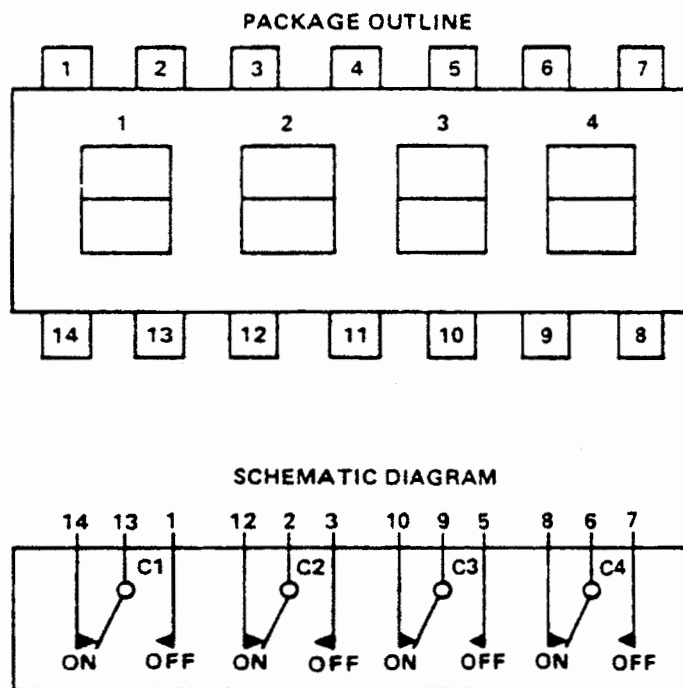 PACKAGE OUTLINE
1 2 3 4 5 6 7
1 2 3 4
14 13 12 11 10 9 8
SCHEMATIC DIAGRAM
14 13 1 12 2 3 10 9 5 8 6 7
C1 C2 C3 C4
ON OFF ON OFF ON OFF ON OFF